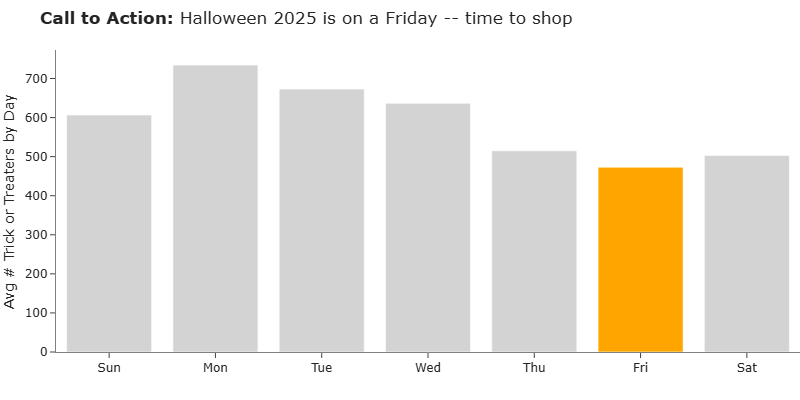 Call to Action: Halloween 2025 is on a Friday -- time to shop
Avg # Trick or Treaters by Day
700
600
500
400
300
200
100
0
Sun
Mon
Tue
Wed
Thu
Fri
Sat